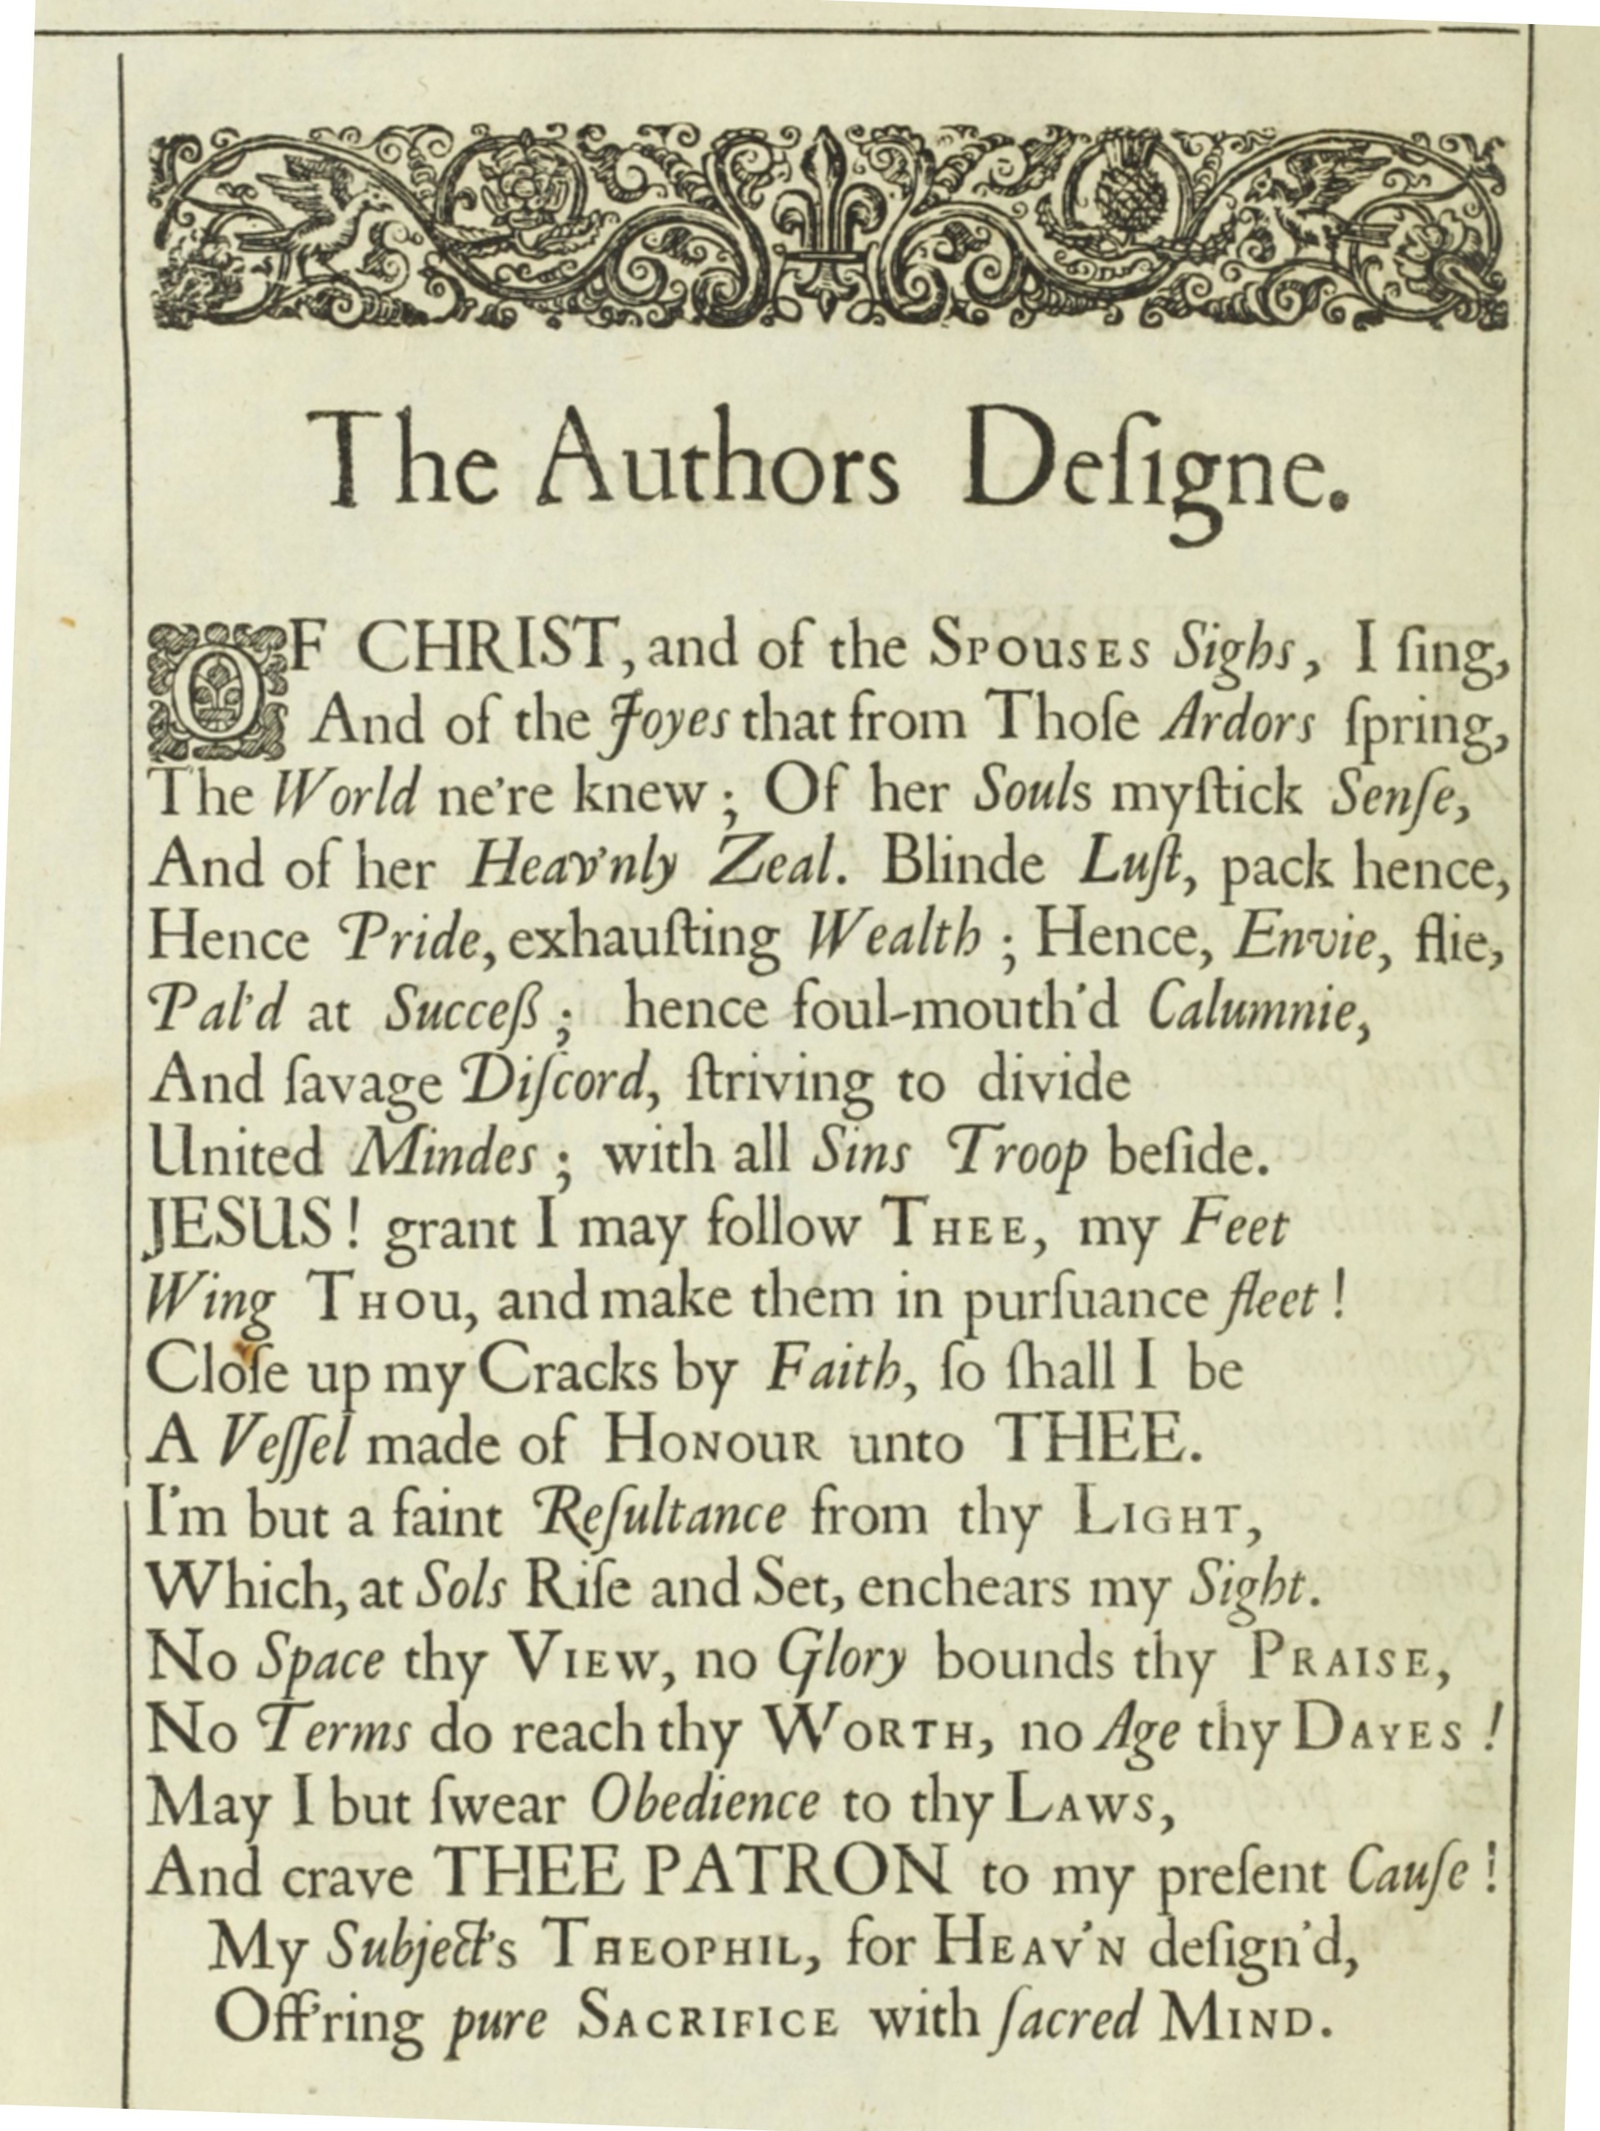 The Authors Deſigne.
OF CHRIST, and of the SPOUSES Sighs, I ſing,
And of the Joyes that from Thoſe Ardors ſpring,
The World ne're knew; Of her Souls myſtick Senſe,
And of her Heav'nly Zeal. Blinde Luſt, pack hence,
Hence Pride, exhauſting Wealth; Hence, Envie, flie,
Pal'd at Succeß; hence foul-mouth'd Calumnie,
And ſavage Diſcord, ſtriving to divide
United Mindes; with all Sins Troop beſide.
JESUS! grant I may follow THEE, my Feet
Wing THOU, and make them in purſuance fleet!
Cloſe up my Cracks by Faith, ſo ſhall I be
A Veſſel made of HONOUR unto THEE.
I'm but a faint Reſultance from thy LIGHT,
Which, at Sols Riſe and Set, enchears my Sight.
No Space thy VIEW, no Glory bounds thy PRAISE,
No Terms do reach thy WORTH, no Age thy DAYES!
May I but ſwear Obedience to thy LAWS,
And crave THEE PATRON to my preſent Cauſe!
My Subject's THEOPHIL, for HEAV'N deſign'd,
Off'ring pure SACRIFICE with ſacred MIND.